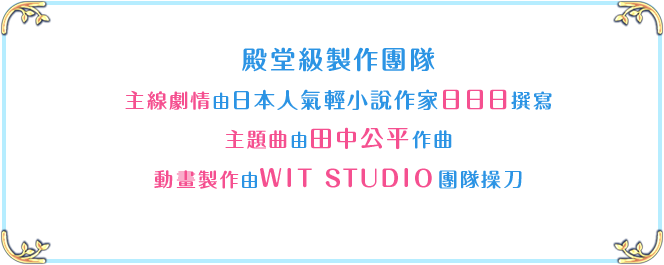 殿堂級製作團隊
主線劇情由日本人氣輕小說作家日日日撰寫
主題曲由田中公平作曲
動畫製作由WIT STUDIO團隊操刀